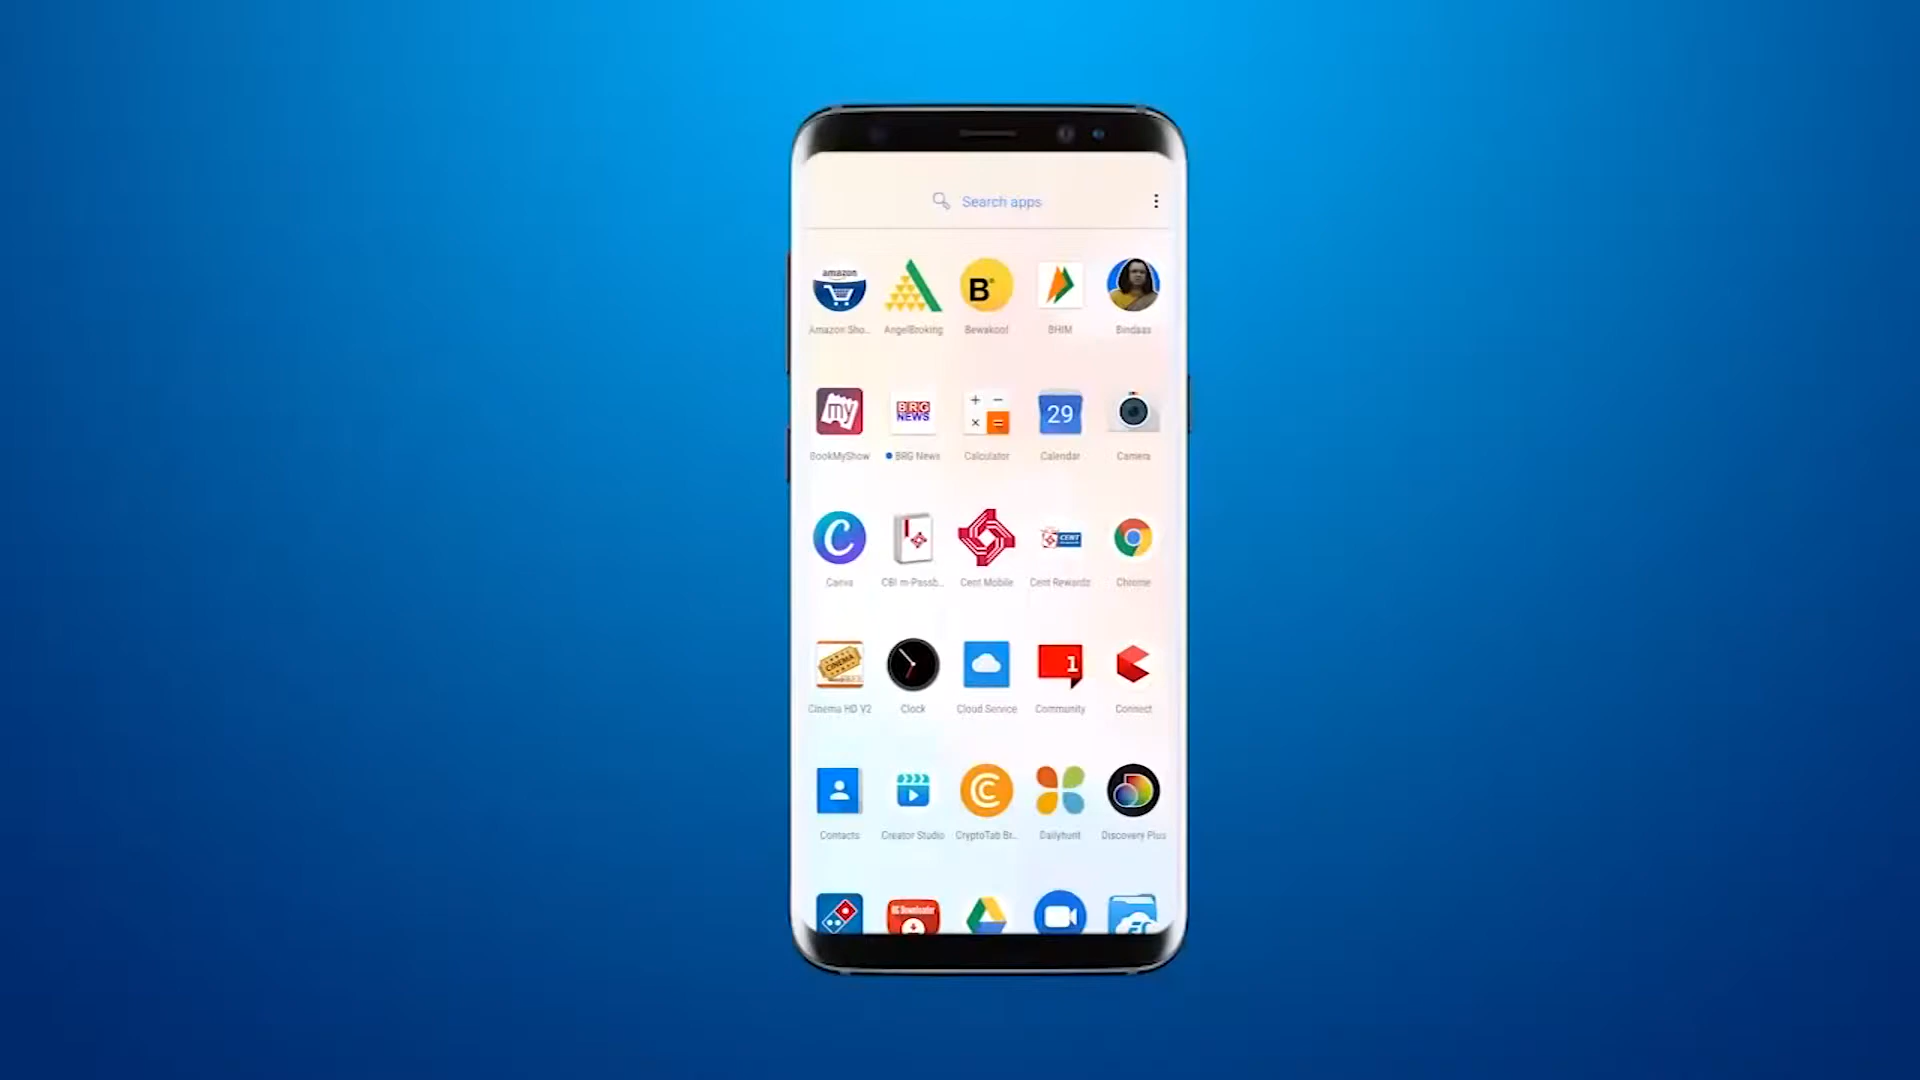 Search apps
amazon
B
Amazon Sho..
AngelBroking
Bewakoof
BHIM
Bindaas
my
BRG
NEWS
+ −
× =
29
BookMyShow
BRG News
Calculator
Calendar
Camera
C
CENT
Canva
CBI m-Passb..
Cent Mobile
Cent Rewardz
Chrome
CINEMA
1
Cinema HD V2
Clock
Cloud Service
Community
Connect
Contacts
Creator Studio
CryptoTab Br..
Dailyhunt
Discovery Plus
Downloader